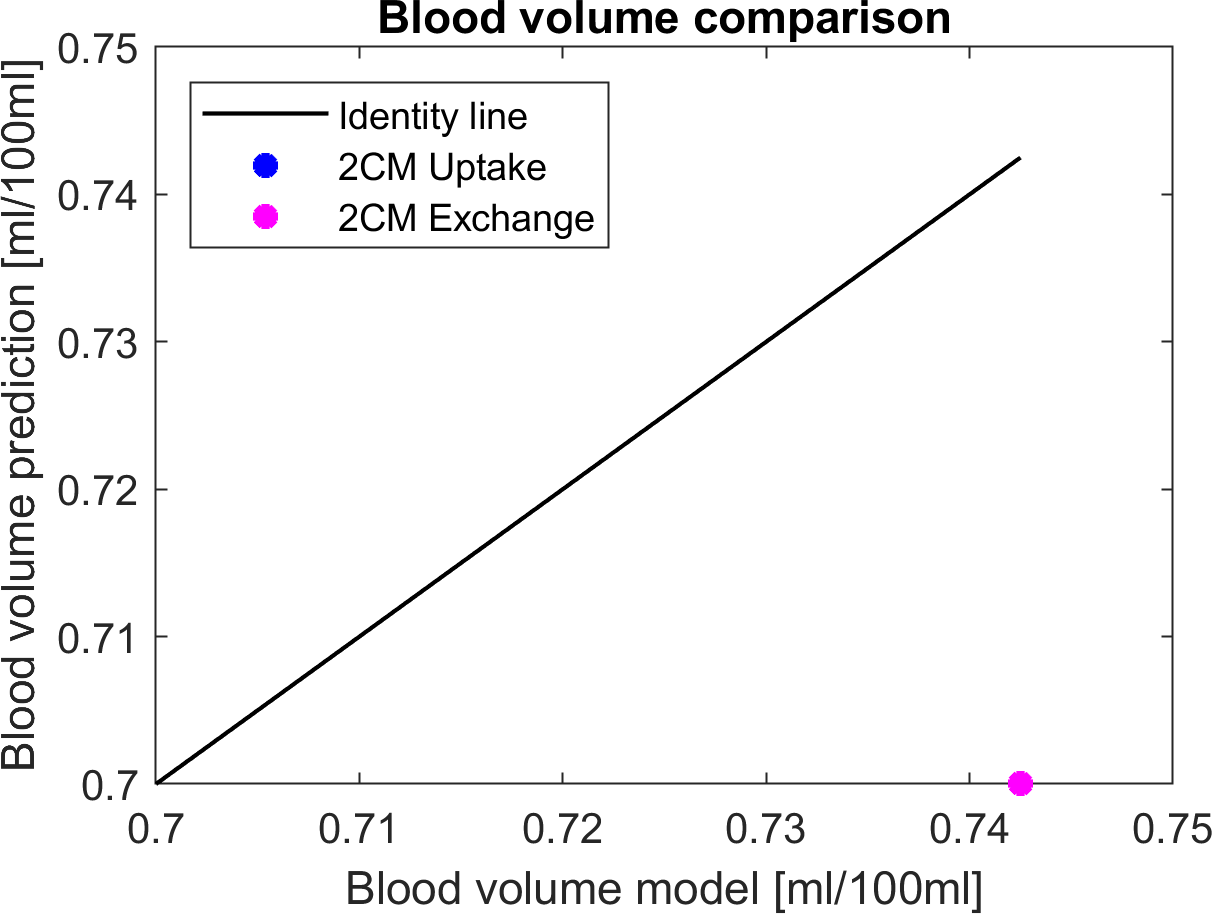 Blood volume comparison
0.75
0.74
0.73
0.72
0.71
0.7
Blood volume prediction [ml/100ml]
Identity line
2CM Uptake
2CM Exchange
0.7 0.71 0.72 0.73 0.74 0.75
Blood volume model [ml/100ml]